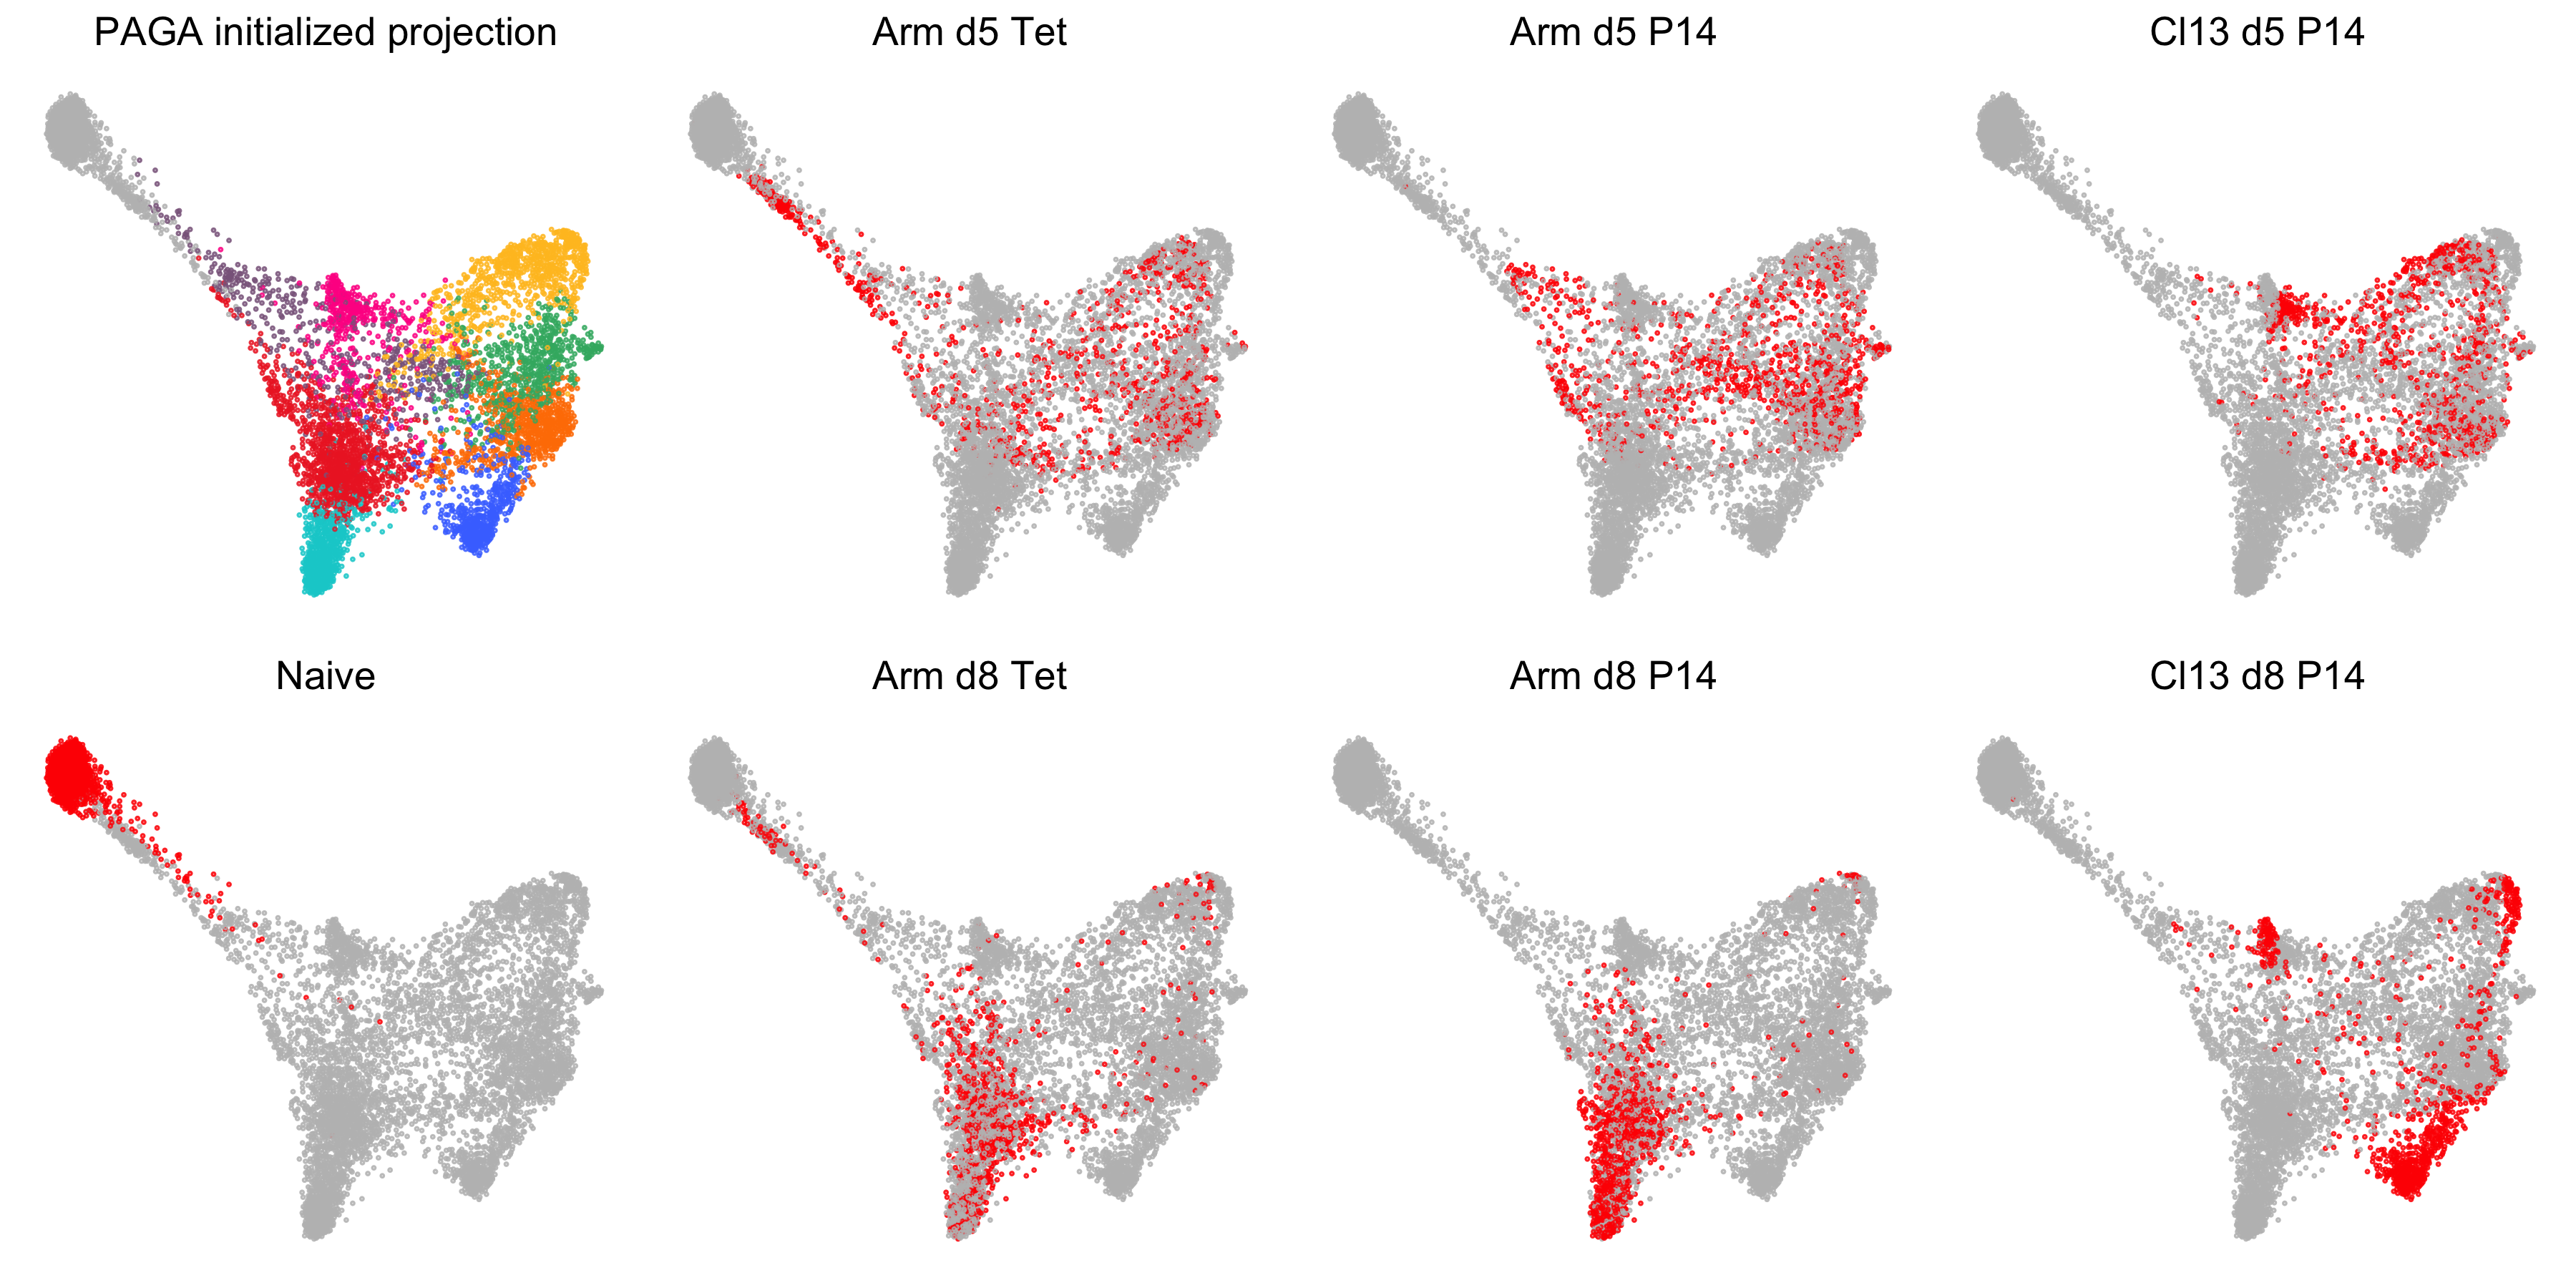 PAGA initialized projection
Arm d5 Tet
Arm d5 P14
Cl13 d5 P14
Naive
Arm d8 Tet
Arm d8 P14
Cl13 d8 P14